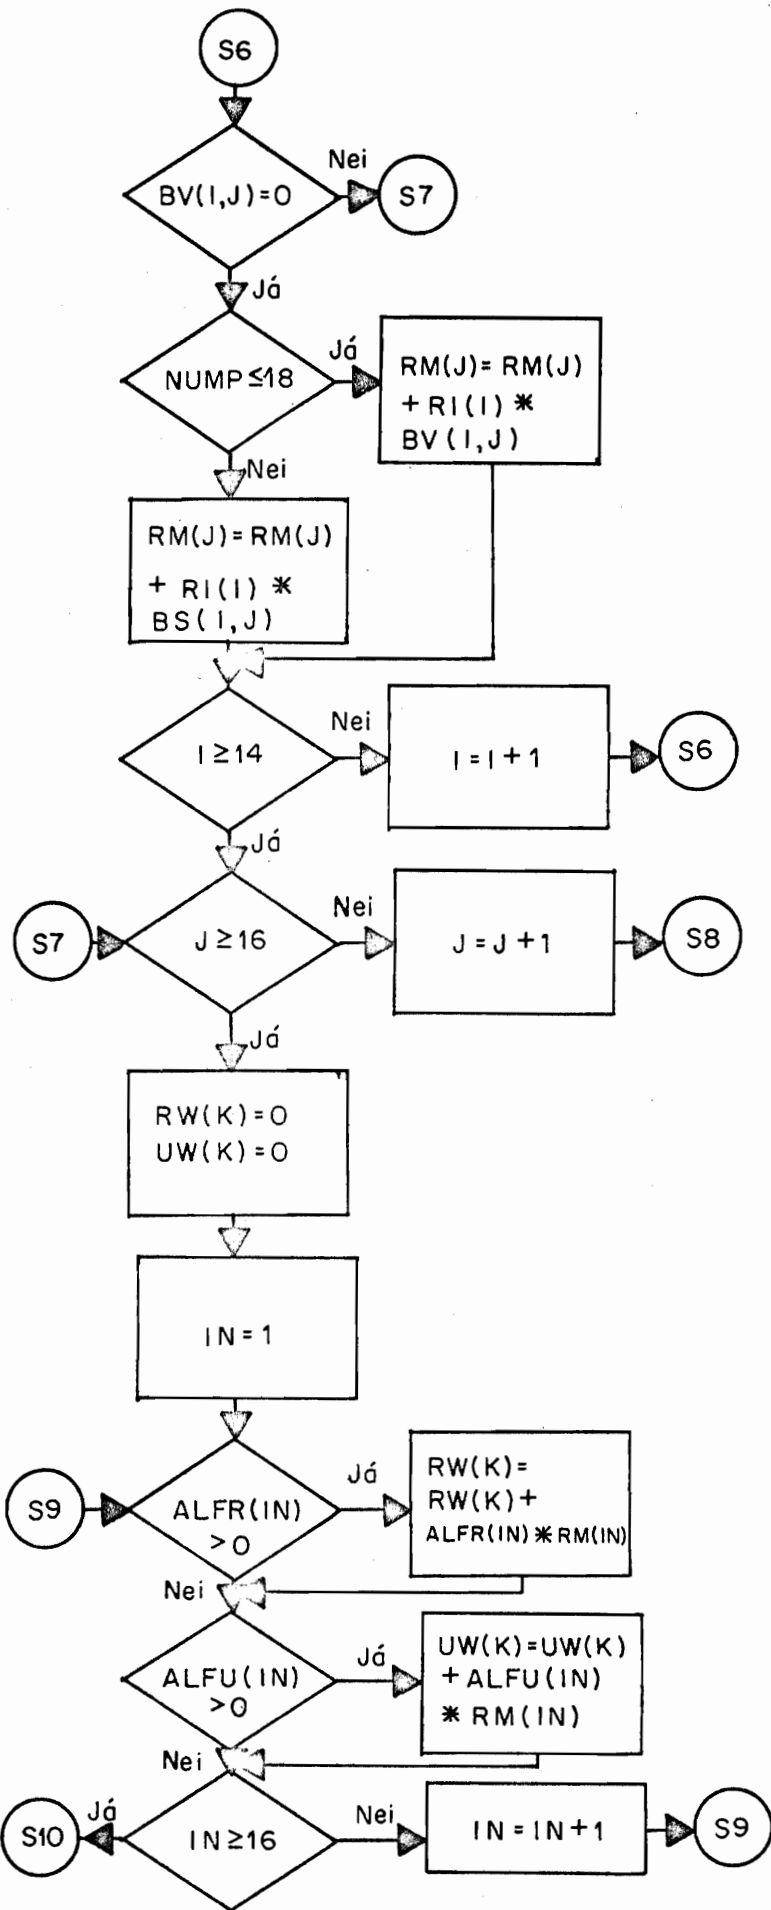 S6
BV(I,J)=0
Nei
S7
Já
NUMP≤18
Já
RM(J)=RM(J)
+RI(I)*
BV(I,J)
Nei
RM(J)=RM(J)
+ RI(I) *
BS(I,J)
I≥14
Nei
I=I+1
S6
Já
S7
J≥16
Nei
J=J+1
S8
Já
RW(K)=0
UW(K)=0
IN=1
S9
ALFR(IN)
>0
Já
RW(K)=
RW(K)+
ALFR(IN)*RM(IN)
Nei
ALFU(IN)
>0
Já
UW(K)=UW(K)
+ALFU(IN)
*RM(IN)
Nei
S10
Já
IN≥16
Nei
IN=IN+1
S9